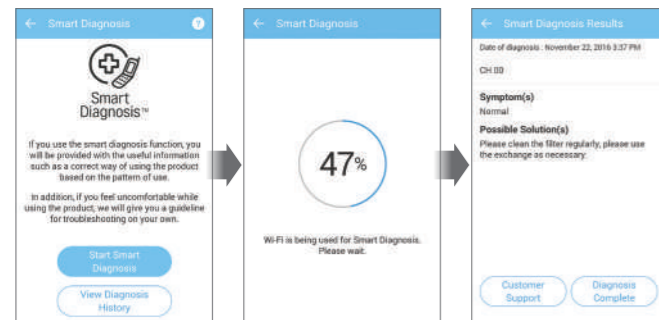 Smart Diagnosis
?
Smart
Diagnosis™
If you use the smart diagnosis function, you
will be provided with the useful information
such as a correct way of using the product
based on the pattern of use.
In addition, if you feel uncomfortable while
using the product, we will give you a guideline
for troubleshooting on your own.
Start Smart
Diagnosis
View Diagnosis
History
Smart Diagnosis
47%
Wi-Fi is being used for Smart Diagnosis.
Please wait.
Smart Diagnosis Results
Date of diagnosis : November 22, 2016 3:37 PM
CH 00
Symptom(s)
Normal
Possible Solution(s)
Please clean the filter regularly, please use
the exchange as necessary.
Customer
Support
Diagnosis
Complete